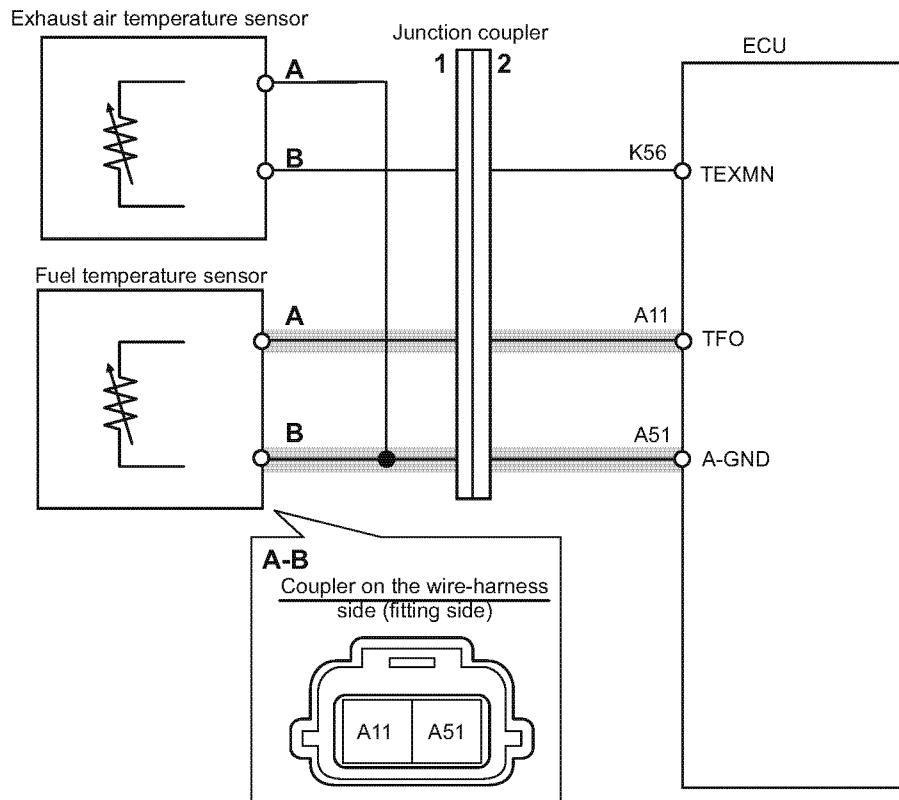 Exhaust air temperature sensor
Junction coupler
ECU
A
1
2
B
K56
TEXMN
Fuel temperature sensor
A
A11
TFO
B
A51
A-GND
A-B
Coupler on the wire-harness
side (fitting side)
A11
A51